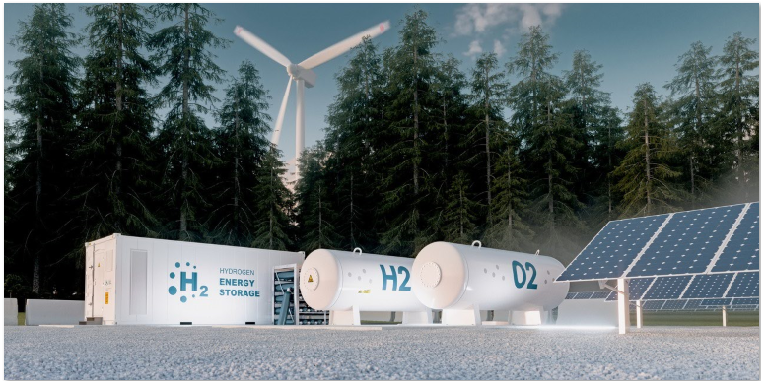 H2
HYDROGEN
ENERGY
STORAGE
H2
O2